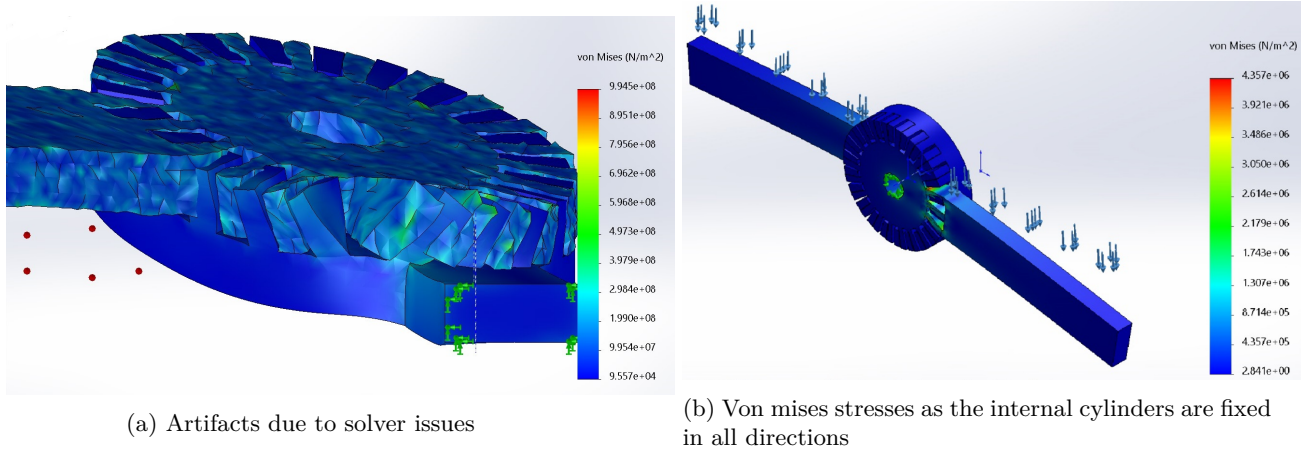 von Mises (N/m^2)
9.945e+08
8.951e+08
7.956e+08
6.962e+08
5.967e+08
4.973e+08
3.979e+08
2.984e+08
1.990e+08
9.954e+07
9.557e+04
(a) Artifacts due to solver issues
von Mises (N/m^2)
4.357e+06
3.921e+06
3.486e+06
3.050e+06
2.614e+06
2.179e+06
1.743e+06
1.307e+06
8.714e+05
4.357e+05
2.841e+00
(b) Von mises stresses as the internal cylinders are fixed
in all directions